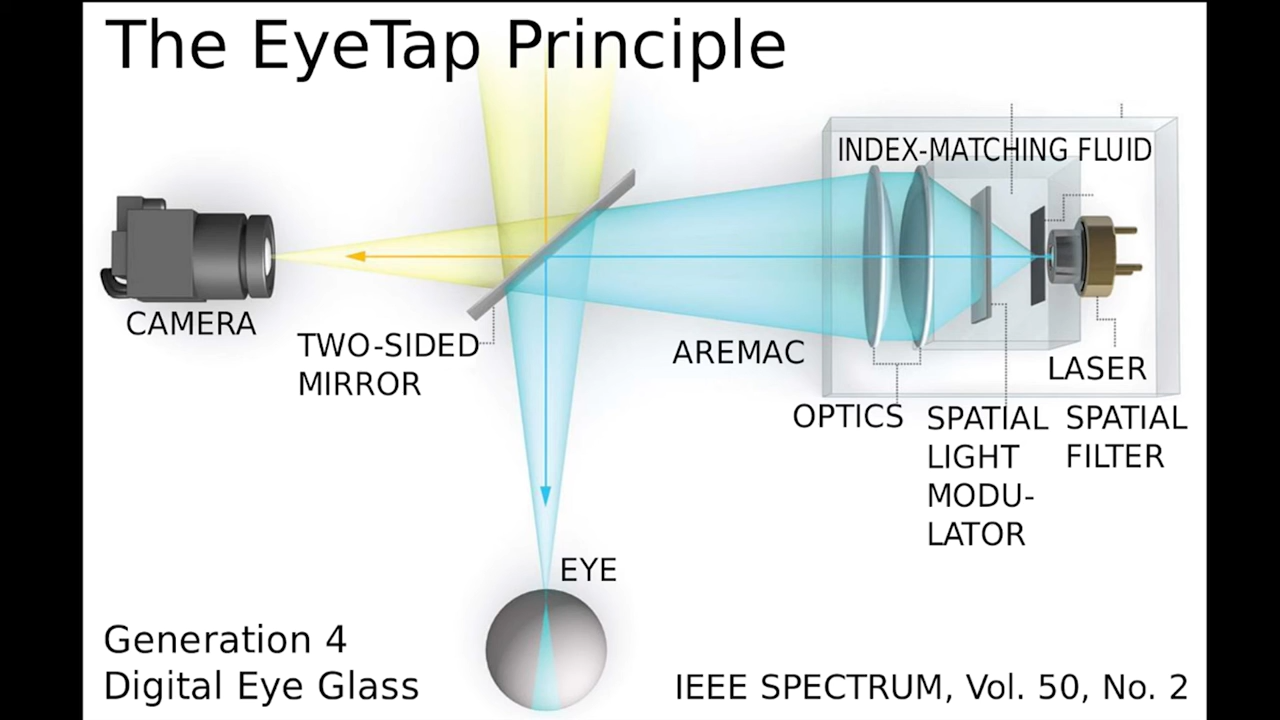 The EyeTap Principle
INDEX-MATCHING FLUID
CAMERA
TWO-SIDED
MIRROR
AREMAC
LASER
OPTICS
SPATIAL
LIGHT
MODU-
LATOR
SPATIAL
FILTER
EYE
Generation 4
Digital Eye Glass
IEEE SPECTRUM, Vol. 50, No. 2